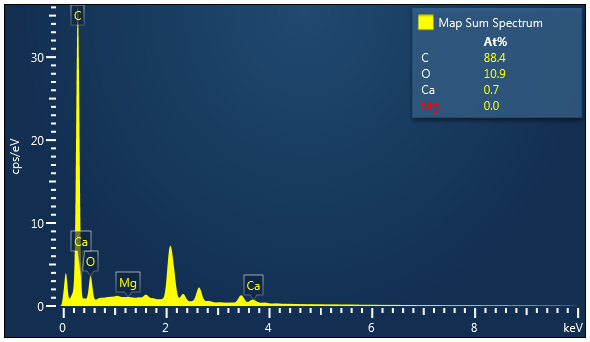 C
Map Sum Spectrum
At%
C 88.4
O 10.9
Ca 0.7
Mg 0.0
30
20
cps/eV
10
Ca
O
Mg
Ca
0
0 2 4 6 8 keV